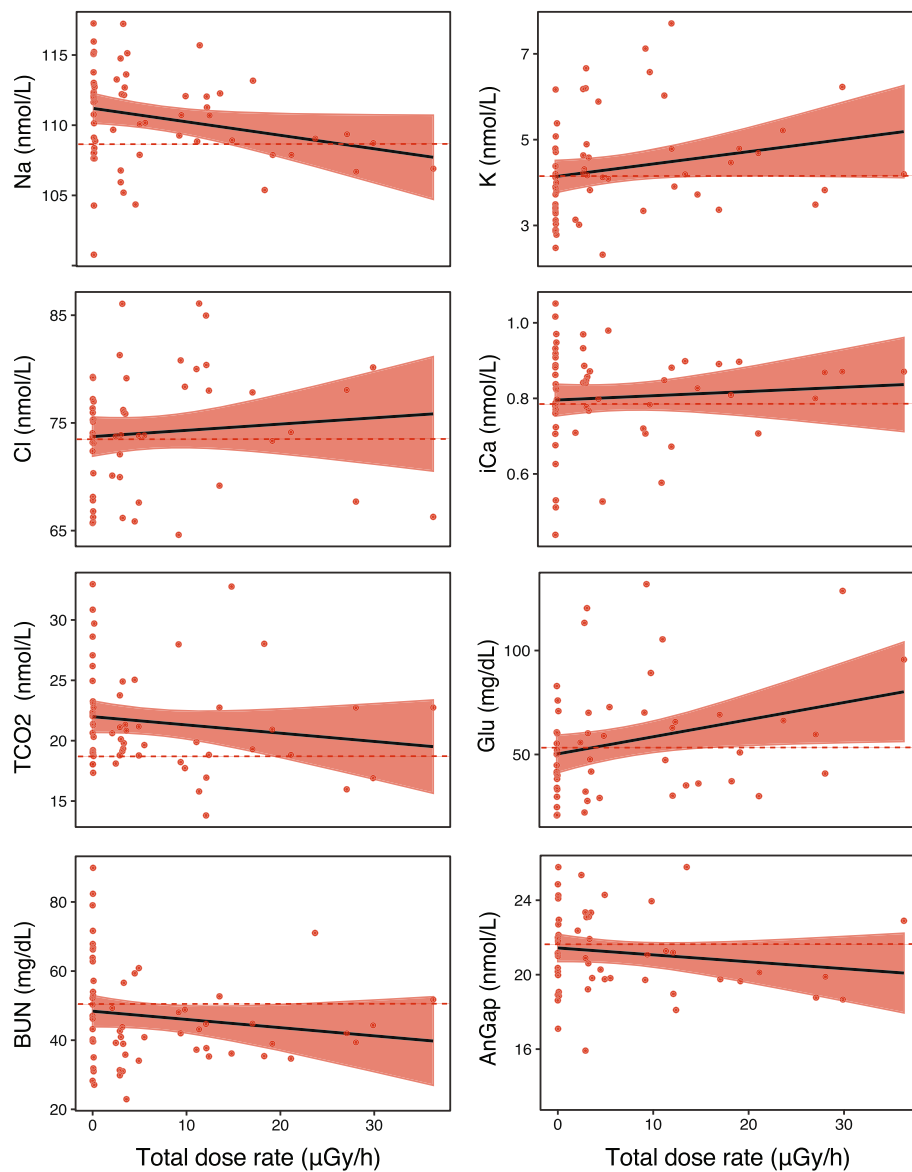 Na (nmol/L)
115
110
105
K (nmol/L)
7
5
3
Cl (nmol/L)
85
75
65
iCa (nmol/L)
1.0
0.8
0.6
TCO2 (nmol/L)
30
25
20
15
Glu (mg/dL)
100
50
BUN (mg/dL)
80
60
40
20
0 10 20 30
Total dose rate (μGy/h)
AnGap (nmol/L)
24
20
16
0 10 20 30
Total dose rate (μGy/h)